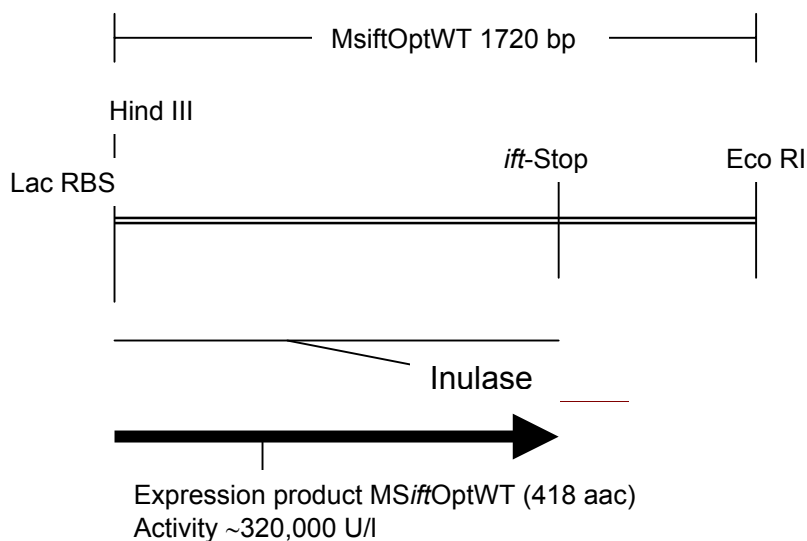 MsiftOptWT 1720 bp
Hind III
ift-Stop
Eco RI
Lac RBS
Inulase
Expression product MSiftOptWT (418 aac)
Activity ~320,000 U/l